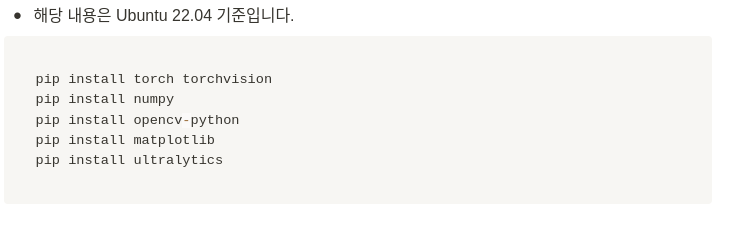 • 해당 내용은 Ubuntu 22.04 기준입니다.
pip install torch torchvision
pip install numpy
pip install opencv-python
pip install matplotlib
pip install ultralytics